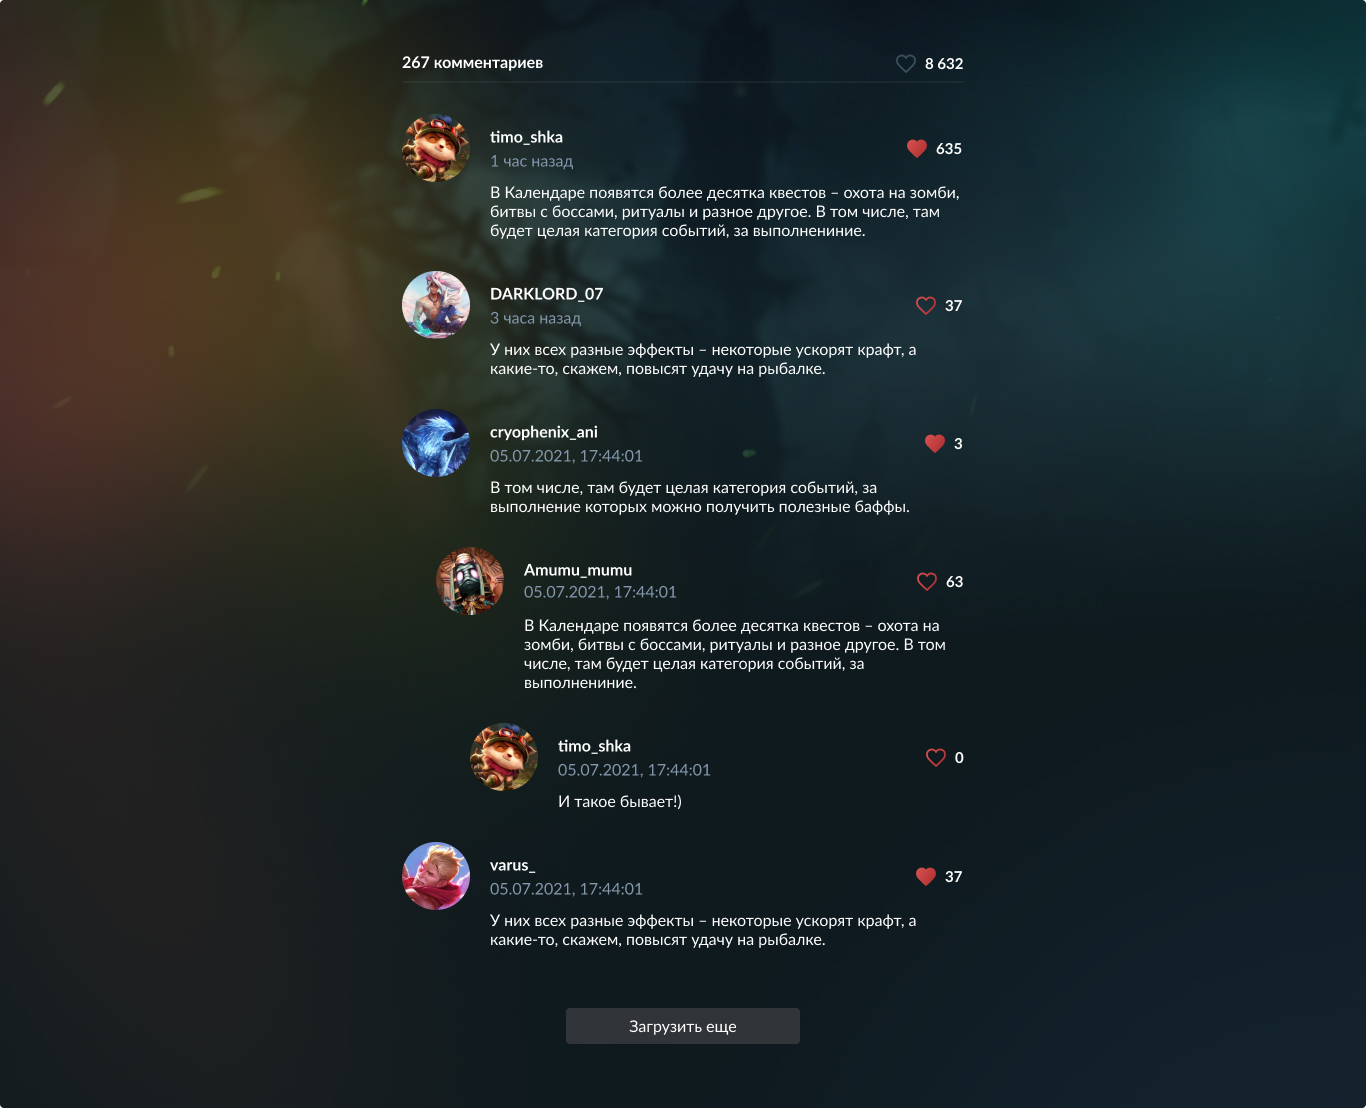 267 комментариев
8 632
timo_shka
635
1 час назад
В Календаре появятся более десятка квестов – охота на зомби,
битвы с боссами, ритуалы и разное другое. В том числе, там
будет целая категория событий, за выполнениние.
DARKLORD_07
37
3 часа назад
У них всех разные эффекты – некоторые ускорят крафт, а
какие-то, скажем, повысят удачу на рыбалке.
cryophenix_ani
3
05.07.2021, 17:44:01
В том числе, там будет целая категория событий, за
выполнение которых можно получить полезные баффы.
Amumu_mumu
63
05.07.2021, 17:44:01
В Календаре появятся более десятка квестов – охота на
зомби, битвы с боссами, ритуалы и разное другое. В том
числе, там будет целая категория событий, за
выполнениние.
timo_shka
0
05.07.2021, 17:44:01
И такое бывает!)
varus_
37
05.07.2021, 17:44:01
У них всех разные эффекты – некоторые ускорят крафт, а
какие-то, скажем, повысят удачу на рыбалке.
Загрузить еще